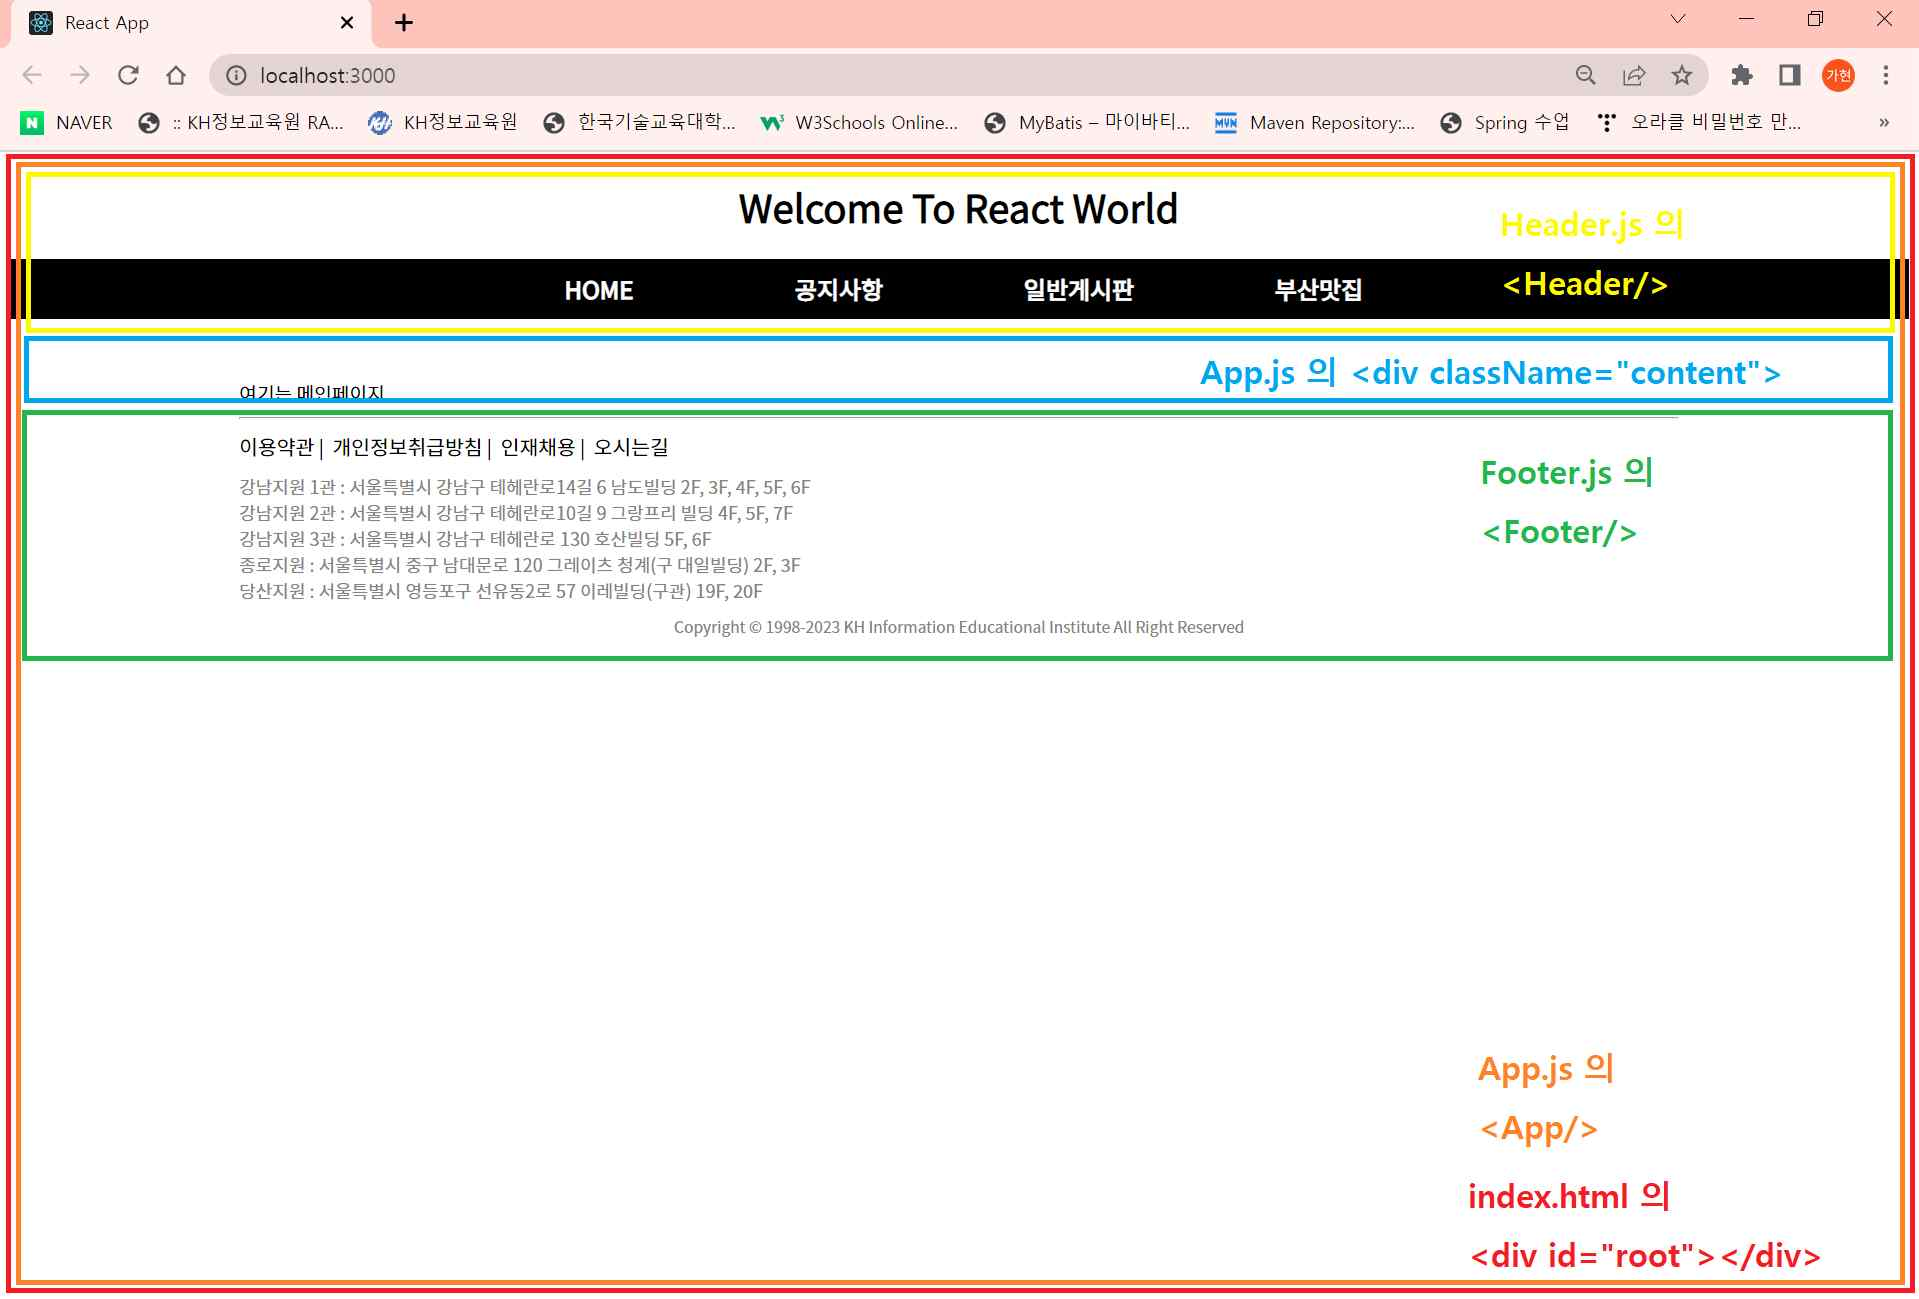 React App
localhost:3000
가현
NAVER
:: KH정보교육원 RA...
KH정보교육원
한국기술교육대학...
W3Schools Online...
MyBatis – 마이바티...
Maven Repository:...
Spring 수업
오라클 비밀번호 만...
»
Welcome To React World
Header.js 의
HOME 공지사항 일반게시판 부산맛집
<Header/>
App.js 의 <div className="content">
여기는 메인페이지
이용약관 | 개인정보취급방침 | 인재채용 | 오시는길
Footer.js 의
<Footer/>
강남지원 1관 : 서울특별시 강남구 테헤란로14길 6 남도빌딩 2F, 3F, 4F, 5F, 6F
강남지원 2관 : 서울특별시 강남구 테헤란로10길 9 그랑프리 빌딩 4F, 5F, 7F
강남지원 3관 : 서울특별시 강남구 테헤란로 130 호산빌딩 5F, 6F
종로지원 : 서울특별시 중구 남대문로 120 그레이츠 청계(구 대일빌딩) 2F, 3F
당산지원 : 서울특별시 영등포구 선유동2로 57 이레빌딩(구관) 19F, 20F
Copyright © 1998-2023 KH Information Educational Institute All Right Reserved
App.js 의
<App/>
index.html 의
<div id="root"></div>